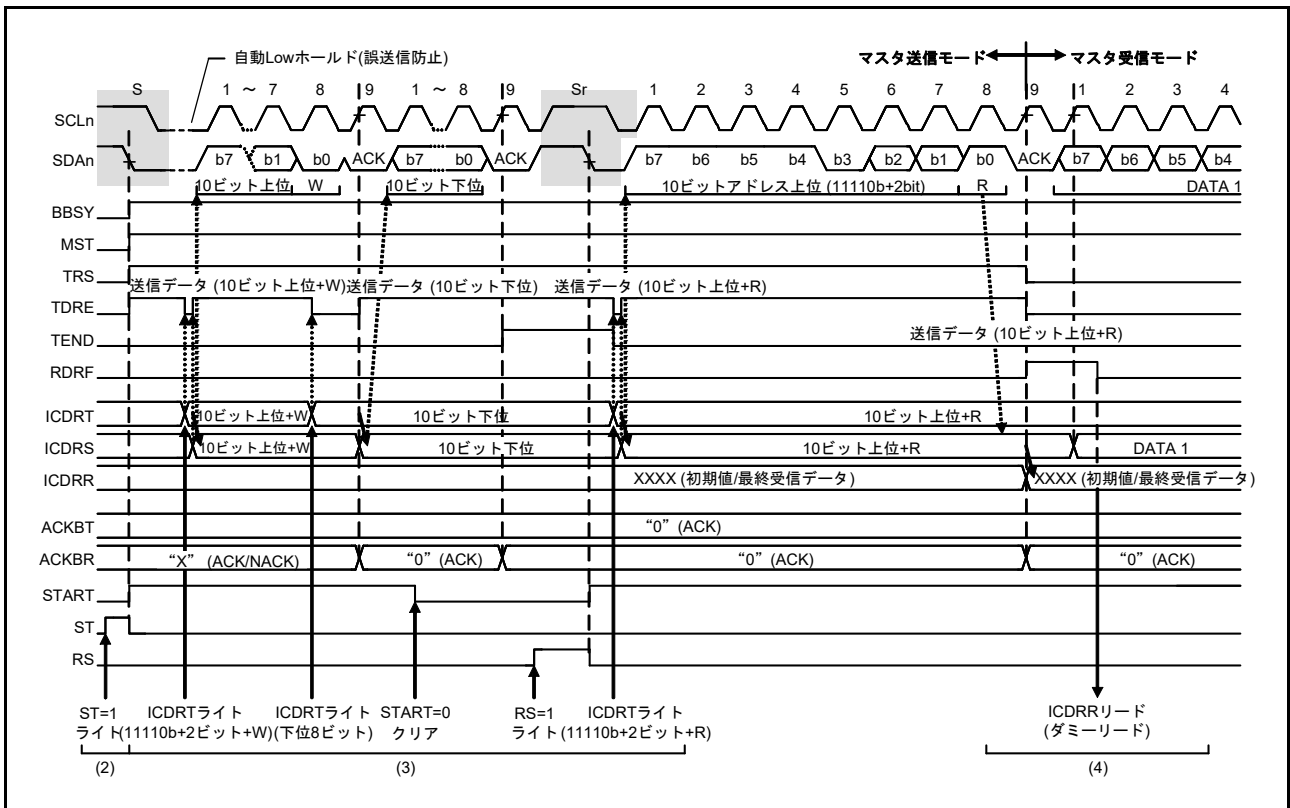 自動Lowホールド(誤送信防止)
マスタ送信モード
マスタ受信モード
S 1 ～ 7 8 9 1 ～ 8 9 Sr 1 2 3 4 5 6 7 8 9 1 2 3 4
SCLn
SDAn b7 b1 b0 ACK b7 b0 ACK b7 b6 b5 b4 b3 b2 b1 b0 ACK b7 b6 b5 b4
10ビット上位 W 10ビット下位 10ビットアドレス上位 (11110b+2bit) R DATA 1
BBSY
MST
TRS
送信データ (10ビット上位+W) 送信データ (10ビット下位) 送信データ (10ビット上位+R)
TDRE
TEND 送信データ (10ビット上位+R)
RDRF
ICDRT 10ビット上位+W 10ビット下位 10ビット上位+R
ICDRS 10ビット上位+W 10ビット下位 10ビット上位+R DATA 1
ICDRR XXXX (初期値/最終受信データ) XXXX (初期値/最終受信データ)
ACKBT “0” (ACK)
ACKBR “X” (ACK/NACK) “0” (ACK) “0” (ACK) “0” (ACK)
START
ST
RS
ST=1 ICDRTライト ICDRTライト START=0 RS=1 ICDRTライト ICDRRリード
ライト (11110b+2ビット+W) (下位8ビット) クリア ライト (11110b+2ビット+R) (ダミーリード)
(2) (3) (4)